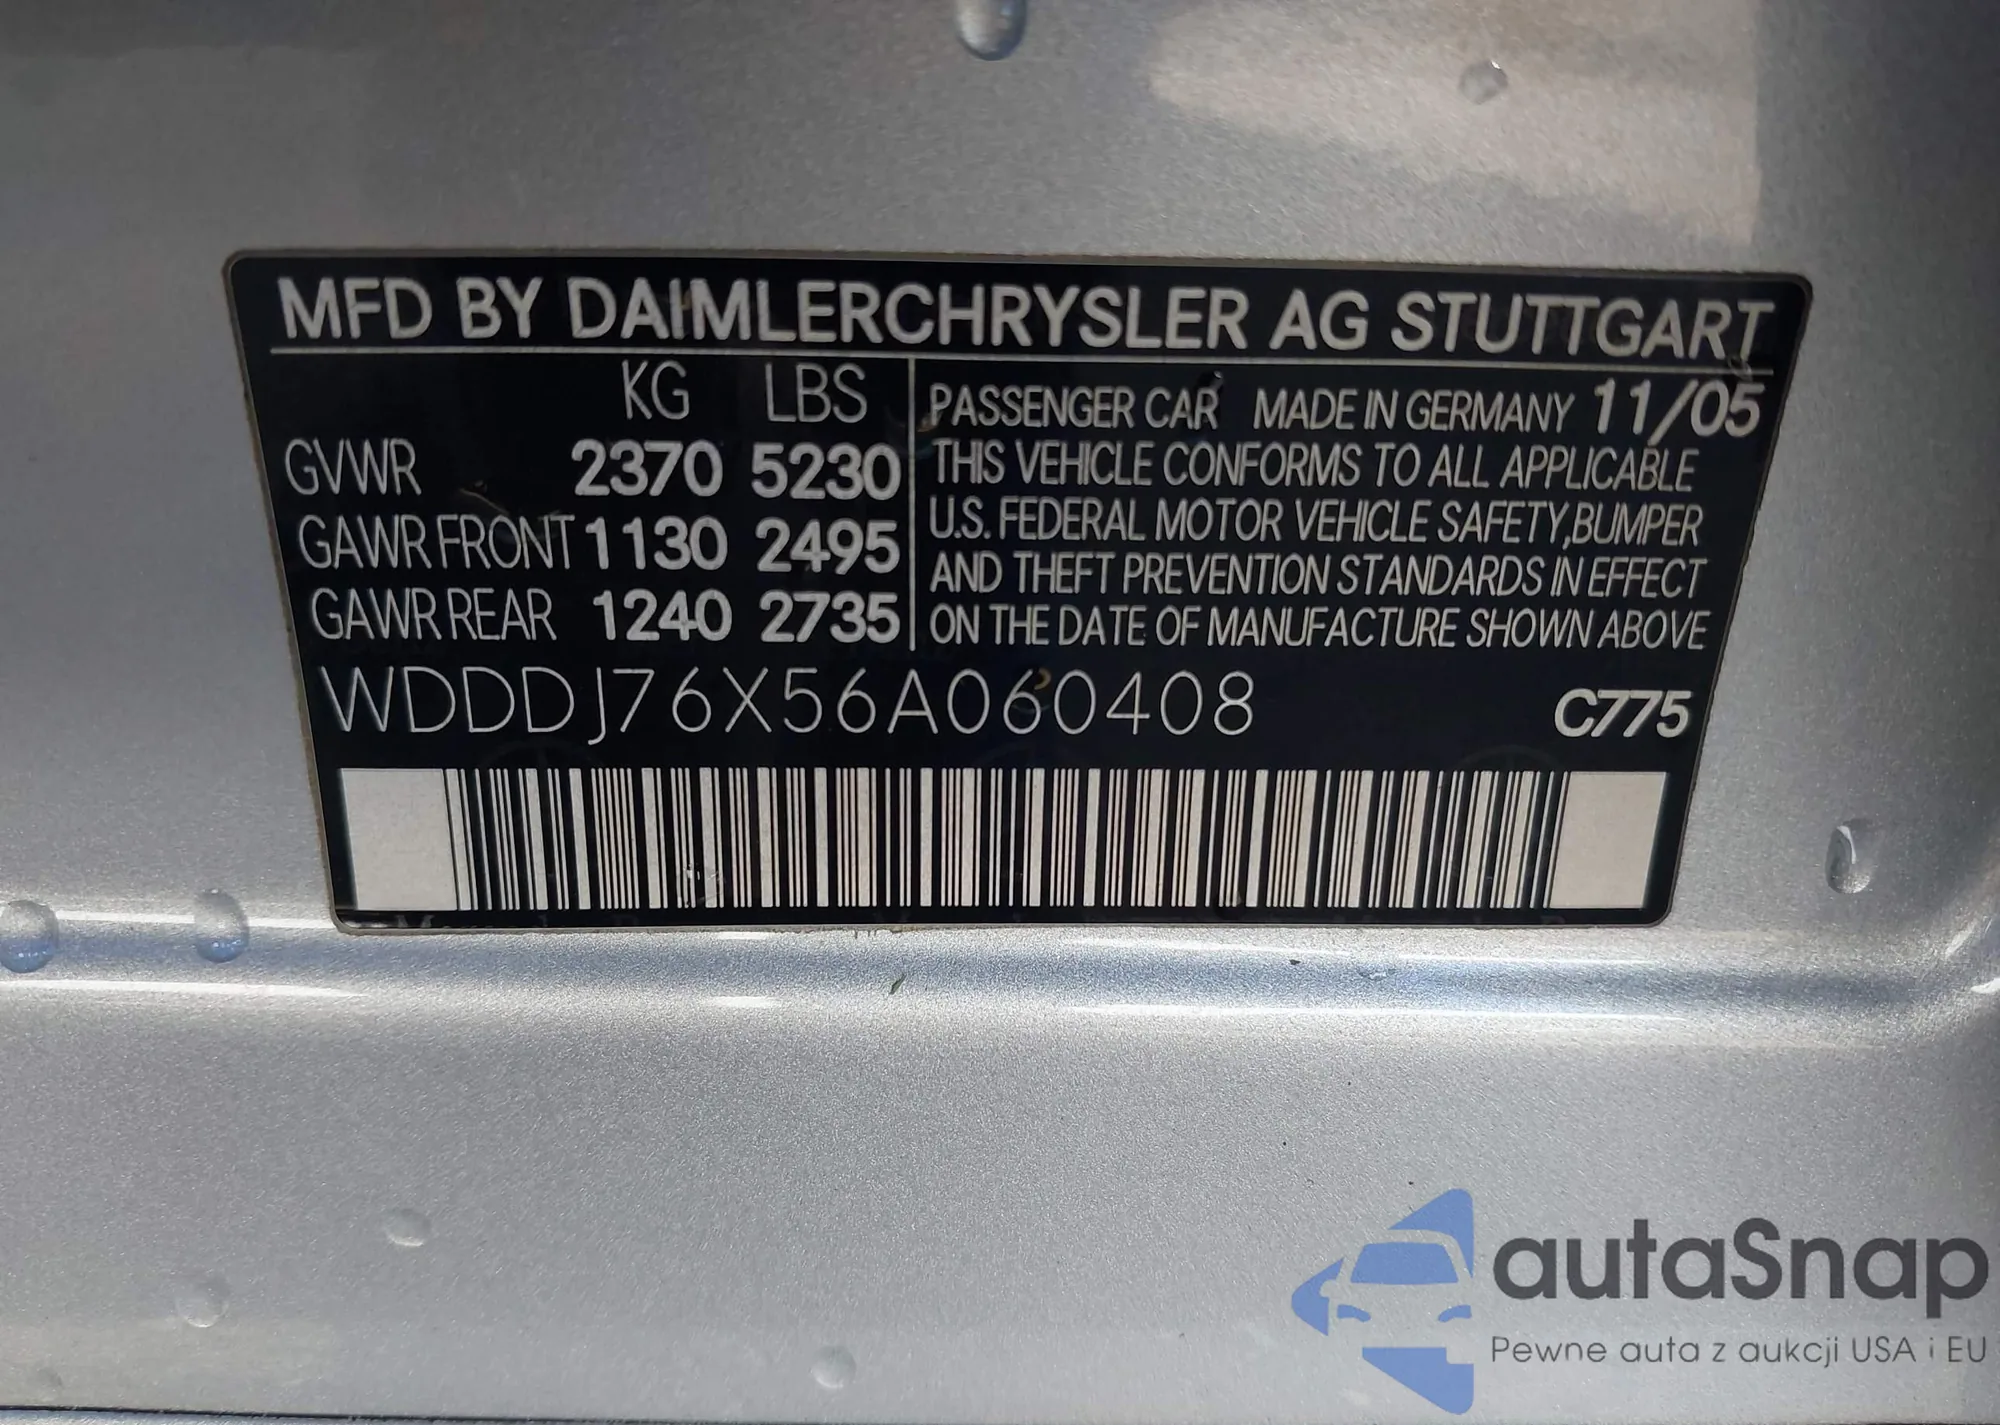 MFD BY DAIMLERCHRYSLER AG STUTTGART
KG LBS
GVWR 2370 5230
GAWR FRONT 1130 2495
GAWR REAR 1240 2735
PASSENGER CAR MADE IN GERMANY 11/05
THIS VEHICLE CONFORMS TO ALL APPLICABLE
U.S. FEDERAL MOTOR VEHICLE SAFETY,BUMPER
AND THEFT PREVENTION STANDARDS IN EFFECT
ON THE DATE OF MANUFACTURE SHOWN ABOVE
WDDDJ76X56A060408 C775
autaSnap
Pewne auta z aukcji USA i EU